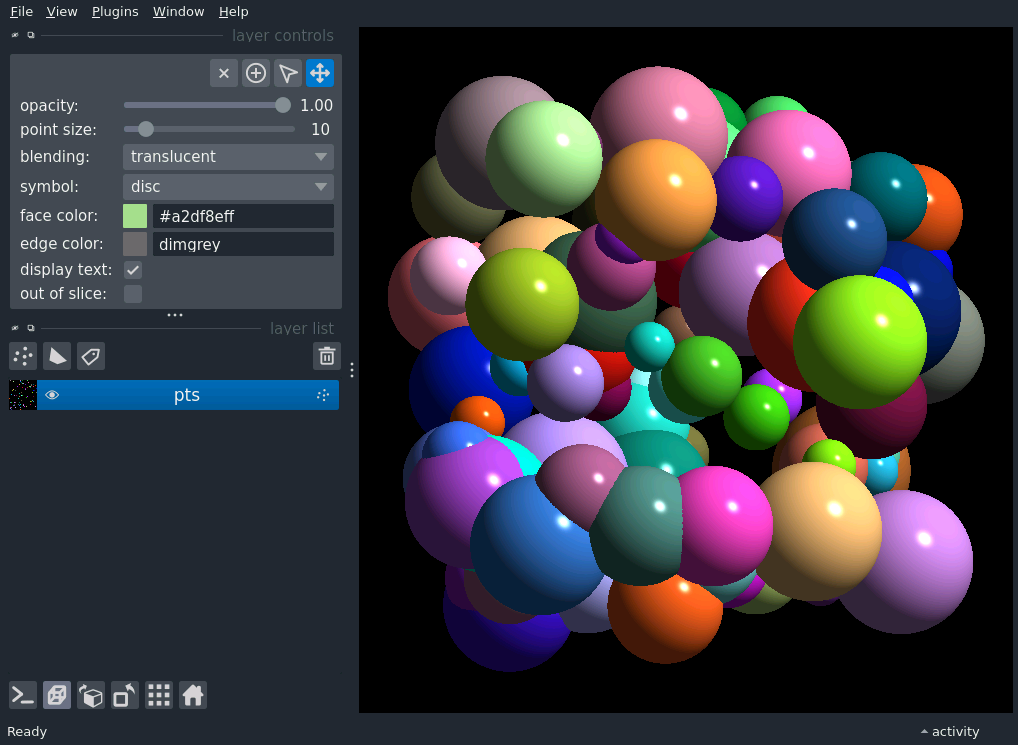 File View Plugins Window Help
layer controls
opacity: 1.00
point size: 10
blending: translucent
symbol: disc
face color: #a2df8eff
edge color: dimgrey
display text:
out of slice:
layer list
pts
Ready
activity